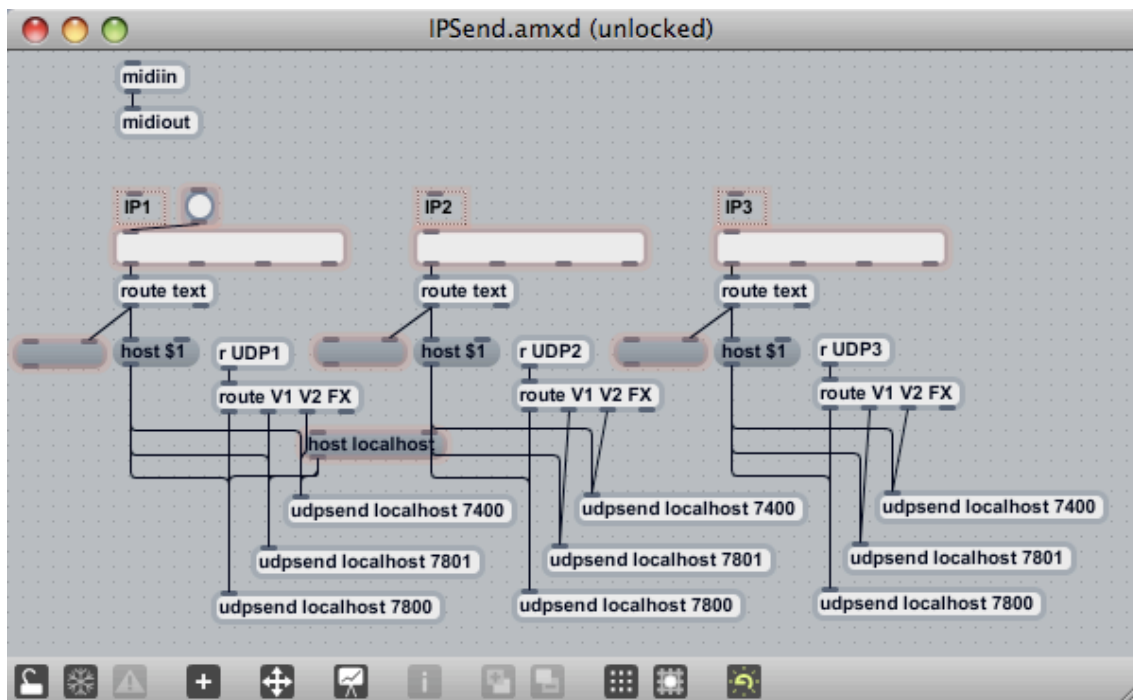 IPSend.amxd (unlocked)
midiin
midiout
IP1
IP2
IP3
route text
route text
route text
host $1
r UDP1
host $1
r UDP2
host $1
r UDP3
route V1 V2 FX
route V1 V2 FX
route V1 V2 FX
host localhost
udpsend localhost 7400
udpsend localhost 7400
udpsend localhost 7400
udpsend localhost 7801
udpsend localhost 7801
udpsend localhost 7801
udpsend localhost 7800
udpsend localhost 7800
udpsend localhost 7800